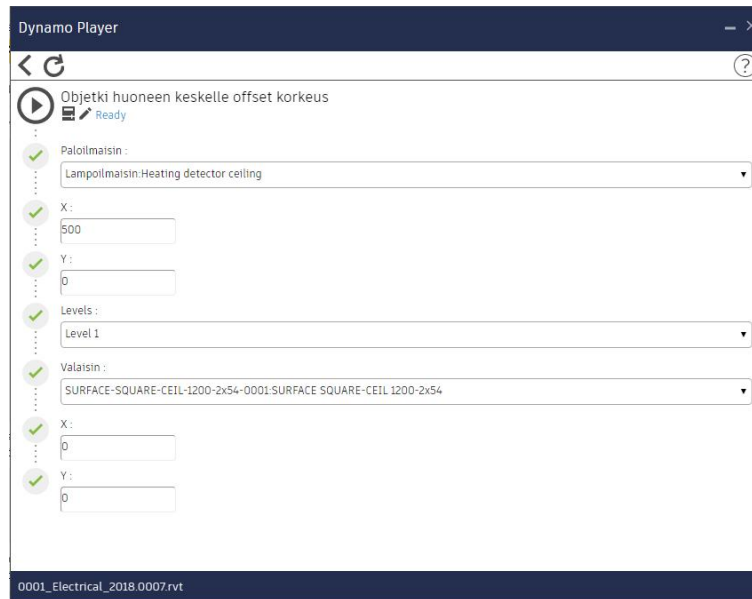 Dynamo Player
Objetki huoneen keskelle offset korkeus
Ready
Paloilmaisin :
Lampoilmaisin:Heating detector ceiling
X :
500
Y :
0
Levels :
Level 1
Valaisin :
SURFACE-SQUARE-CEIL-1200-2x54-0001:SURFACE SQUARE-CEIL 1200-2x54
X :
0
Y :
0
0001_Electrical_2018.0007.rvt